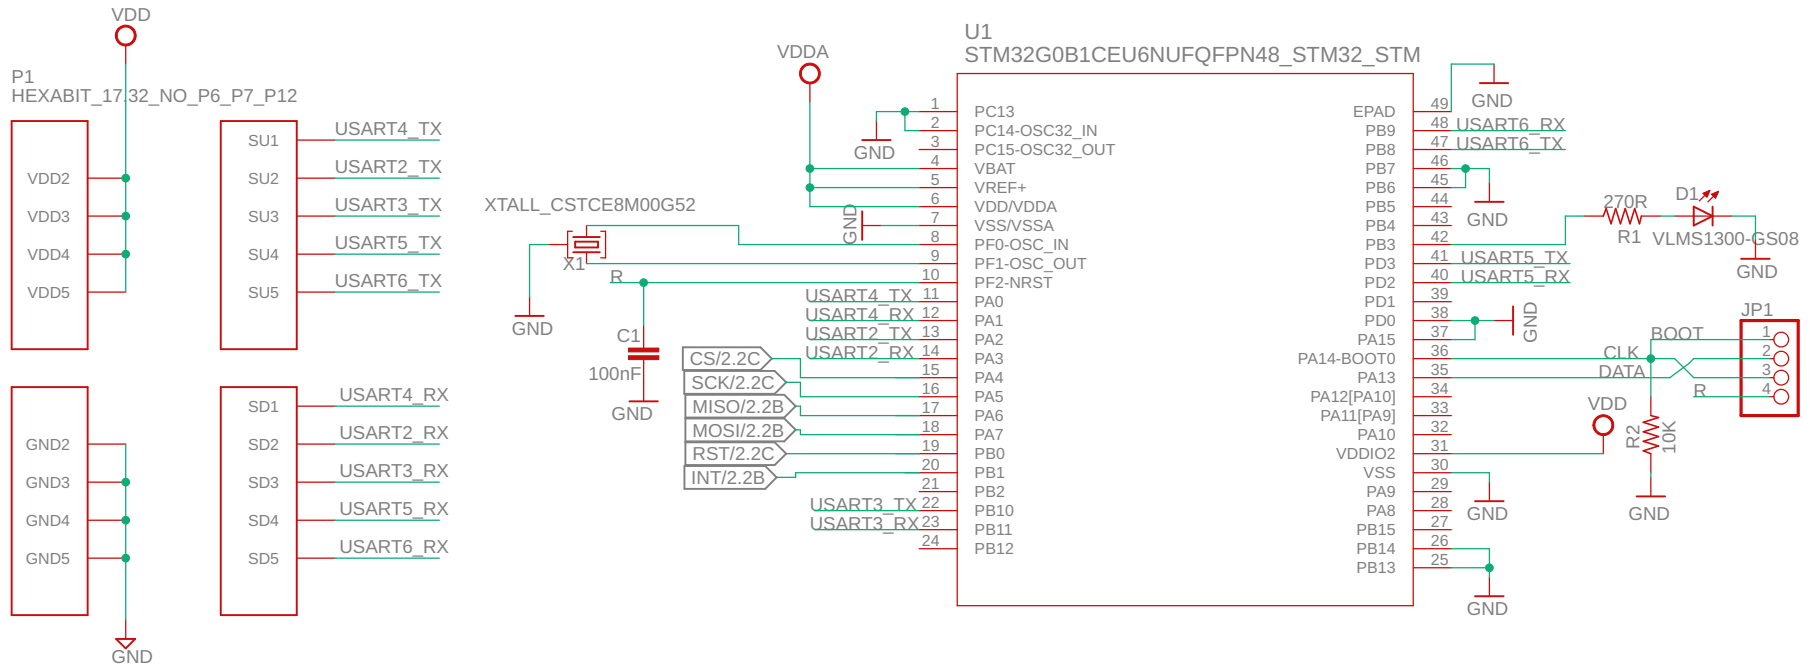 VDD
P1
HEXABIT_17.32_NO_P6_P7_P12
VDD2
VDD3
VDD4
VDD5
SU1 USART4_TX
SU2 USART2_TX
SU3 USART3_TX
SU4 USART5_TX
SU5 USART6_TX
GND2
GND3
GND4
GND5
GND
SD1 USART4_RX
SD2 USART2_RX
SD3 USART3_RX
SD4 USART5_RX
SD5 USART6_RX
XTALL_CSTCE8M00G52
X1
GND
R
C1
100nF
GND
VDDA
GND
GND
USART4_TX
USART4_RX
USART2_TX
USART2_RX
CS/2.2C
SCK/2.2C
MISO/2.2B
MOSI/2.2B
RST/2.2C
INT/2.2B
USART3_TX
USART3_RX
U1
STM32G0B1CEU6NUFQFPN48_STM32_STM
1 PC13
2 PC14-OSC32_IN
3 PC15-OSC32_OUT
4 VBAT
5 VREF+
6 VDD/VDDA
7 VSS/VSSA
8 PF0-OSC_IN
9 PF1-OSC_OUT
10 PF2-NRST
11 PA0
12 PA1
13 PA2
14 PA3
15 PA4
16 PA5
17 PA6
18 PA7
19 PB0
20 PB1
21 PB2
22 PB10
23 PB11
24 PB12
EPAD 49
PB9 48 USART6_RX
PB8 47 USART6_TX
PB7 46
PB6 45
PB5 44
PB4 43
PB3 42
PD3 41 USART5_TX
PD2 40 USART5_RX
PD1 39
PD0 38
PA15 37
PA14-BOOT0 36
PA13 35
PA12[PA10] 34
PA11[PA9] 33
PA10 32
VDDIO2 31
VSS 30
PA9 29
PA8 28
PB15 27
PB14 26
PB13 25
GND
GND
270R
R1
D1
VLMS1300-GS08
GND
GND
JP1
BOOT 1
CLK 2
DATA 3
R 4
VDD
R2
10K
GND
GND
GND